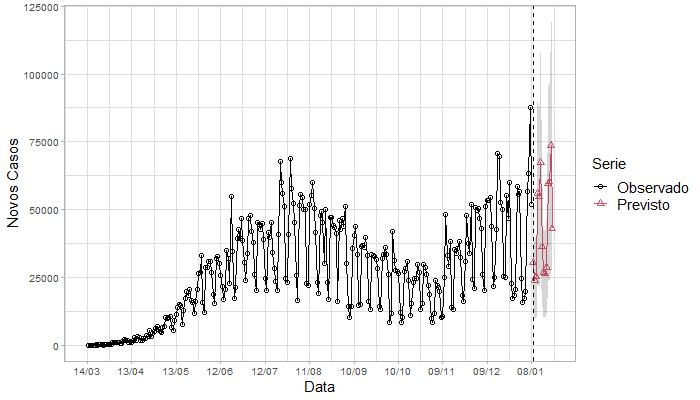 125000
100000
75000
50000
25000
0
Novos Casos
14/03 13/04 13/05 12/06 12/07 11/08 10/09 10/10 09/11 09/12 08/01
Data
Serie
Observado
Previsto